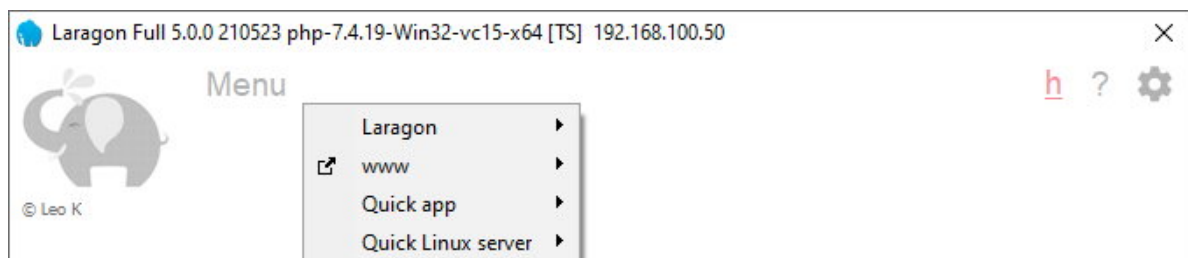 Laragon Full 5.0.0 210523 php-7.4.19-Win32-vc15-x64 [TS] 192.168.100.50
Menu
h ?
© Leo K
Laragon
www
Quick app
Quick Linux server